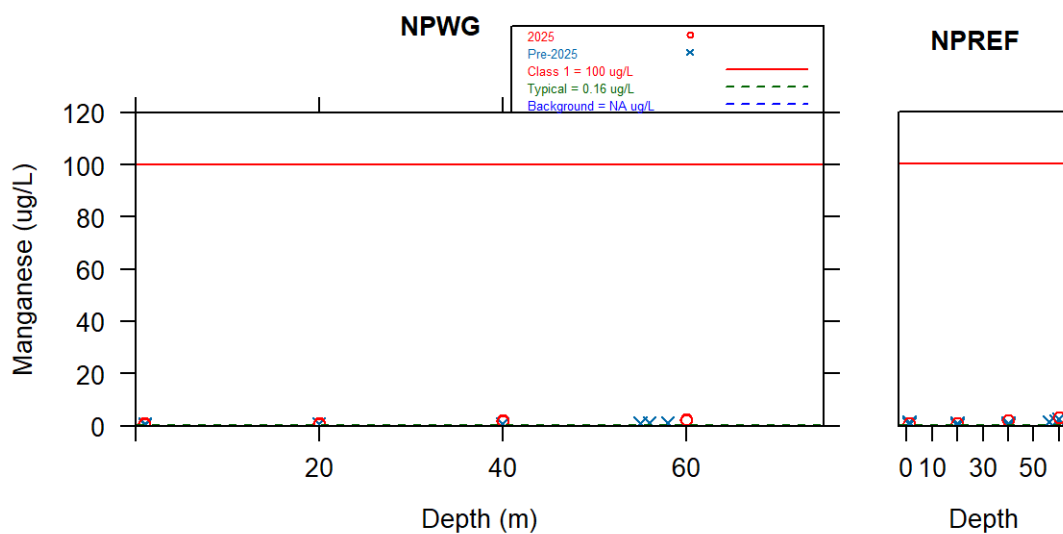 NPWG
NPREF
2025
Pre-2025
Class 1 = 100 ug/L
Typical = 0.16 ug/L
Background = NA ug/L
Manganese (ug/L)
120
100
80
60
40
20
0
20 40 60
0 10 30 50
Depth (m)
Depth